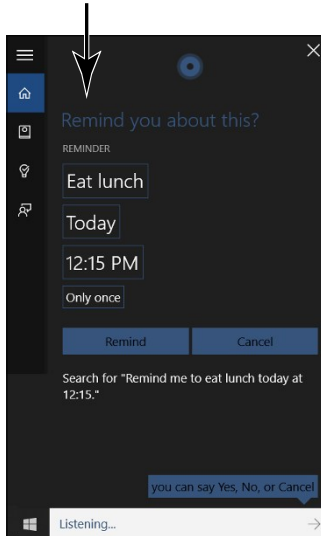 Remind you about this?
REMINDER
Eat lunch
Today
12:15 PM
Only once
Remind
Cancel
Search for "Remind me to eat lunch today at
12:15."
you can say Yes, No, or Cancel
Listening...